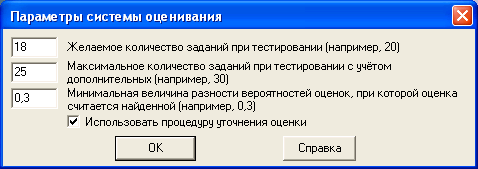 Параметры системы оценивания
18 Желаемое количество заданий при тестировании (например, 20)
25 Максимальное количество заданий при тестировании с учётом
дополнительных (например, 30)
0,3 Минимальная величина разности вероятностей оценок, при которой оценка
считается найденной (например, 0,3)
Использовать процедуру уточнения оценки
OK Справка